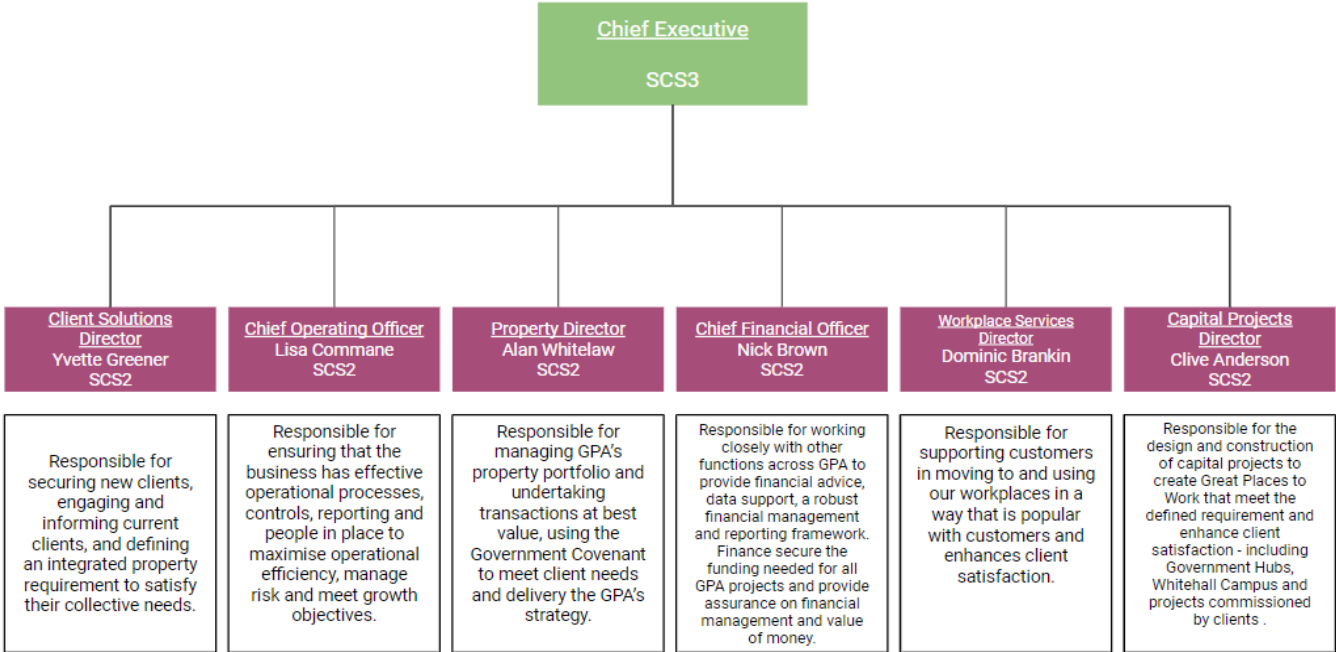 Chief Executive
SCS3
Client Solutions
Director
Yvette Greener
SCS2
Chief Operating Officer
Lisa Commane
SCS2
Property Director
Alan Whitelaw
SCS2
Chief Financial Officer
Nick Brown
SCS2
Workplace Services
Director
Dominic Brankin
SCS2
Capital Projects
Director
Clive Anderson
SCS2
Responsible for
securing new clients,
engaging and
informing current
clients, and defining
an integrated property
requirement to satisfy
their collective needs.
Responsible for
ensuring that the
business has effective
operational processes,
controls, reporting and
people in place to
maximise operational
efficiency, manage
risk and meet growth
objectives.
Responsible for
managing GPA's
property portfolio and
undertaking
transactions at best
value, using the
Government Covenant
to meet client needs
and delivery the GPA's
strategy.
Responsible for working
closely with other
functions across GPA to
provide financial advice,
data support, a robust
financial management
and reporting framework.
Finance secure the
funding needed for all
GPA projects and provide
assurance on financial
management and value
of money.
Responsible for
supporting customers
in moving to and using
our workplaces in a
way that is popular
with customers and
enhances client
satisfaction.
Responsible for the
design and construction
of capital projects to
create Great Places to
Work that meet the
defined requirement and
enhance client
satisfaction - including
Government Hubs,
Whitehall Campus and
projects commissioned
by clients .